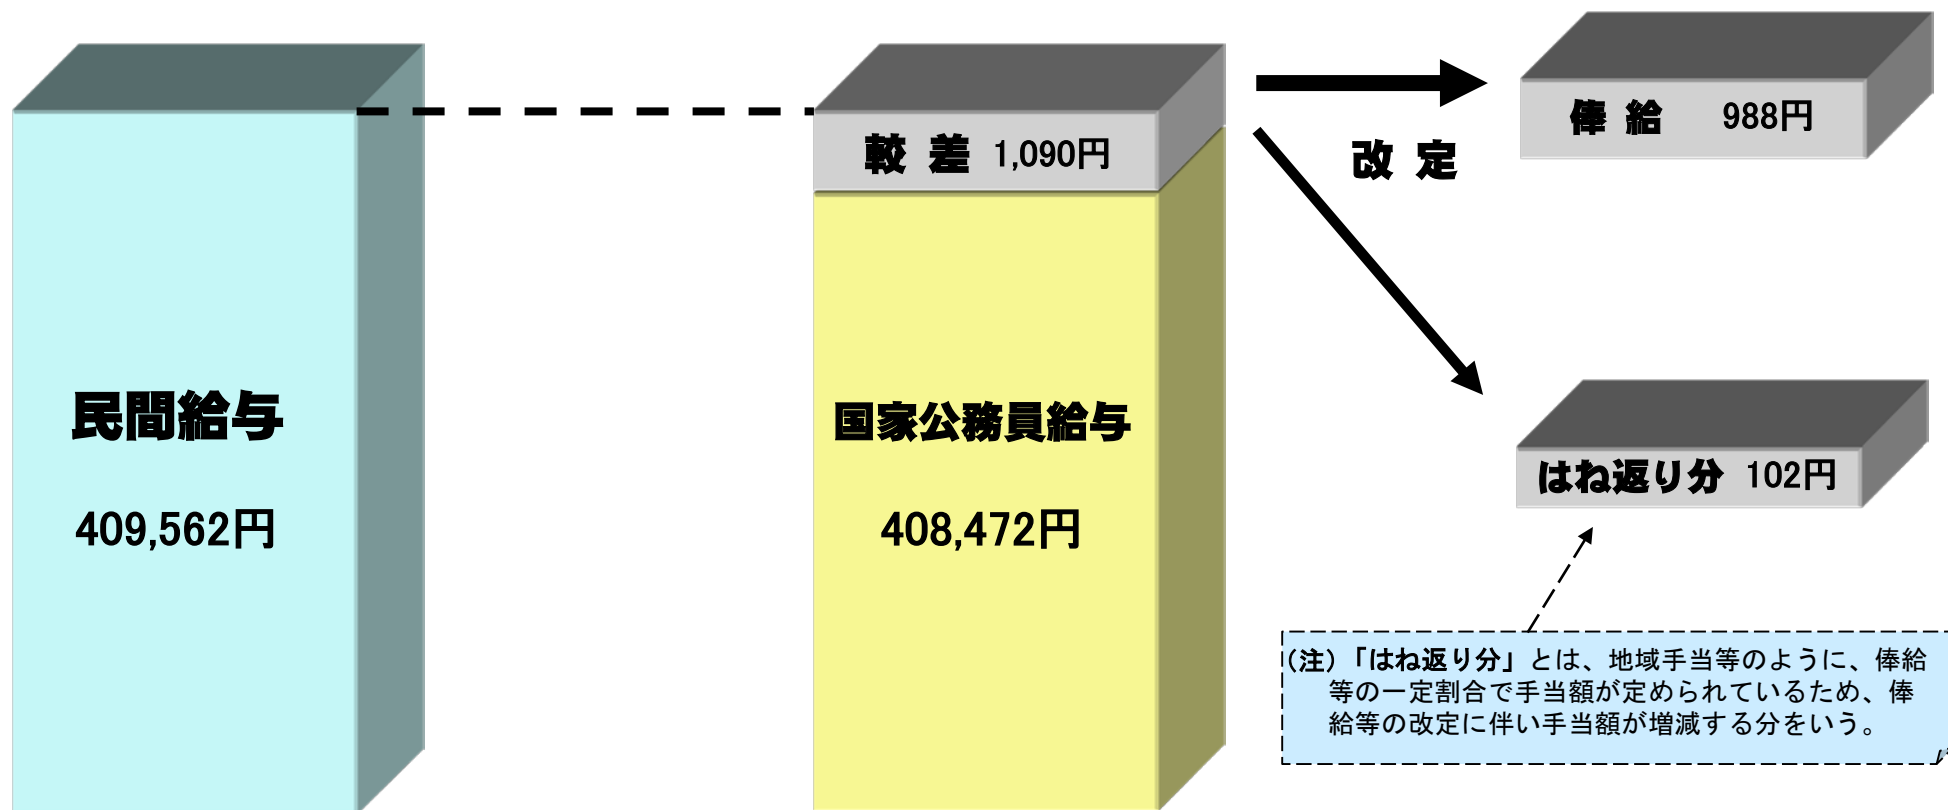 民間給与
409,562円
較 差 1,090円
国家公務員給与
408,472円
改 定
俸 給 988円
はね返り分 102円
(注)「はね返り分」とは、地域手当等のように、俸給
等の一定割合で手当額が定められているため、俸
給等の改定に伴い手当額が増減する分をいう。